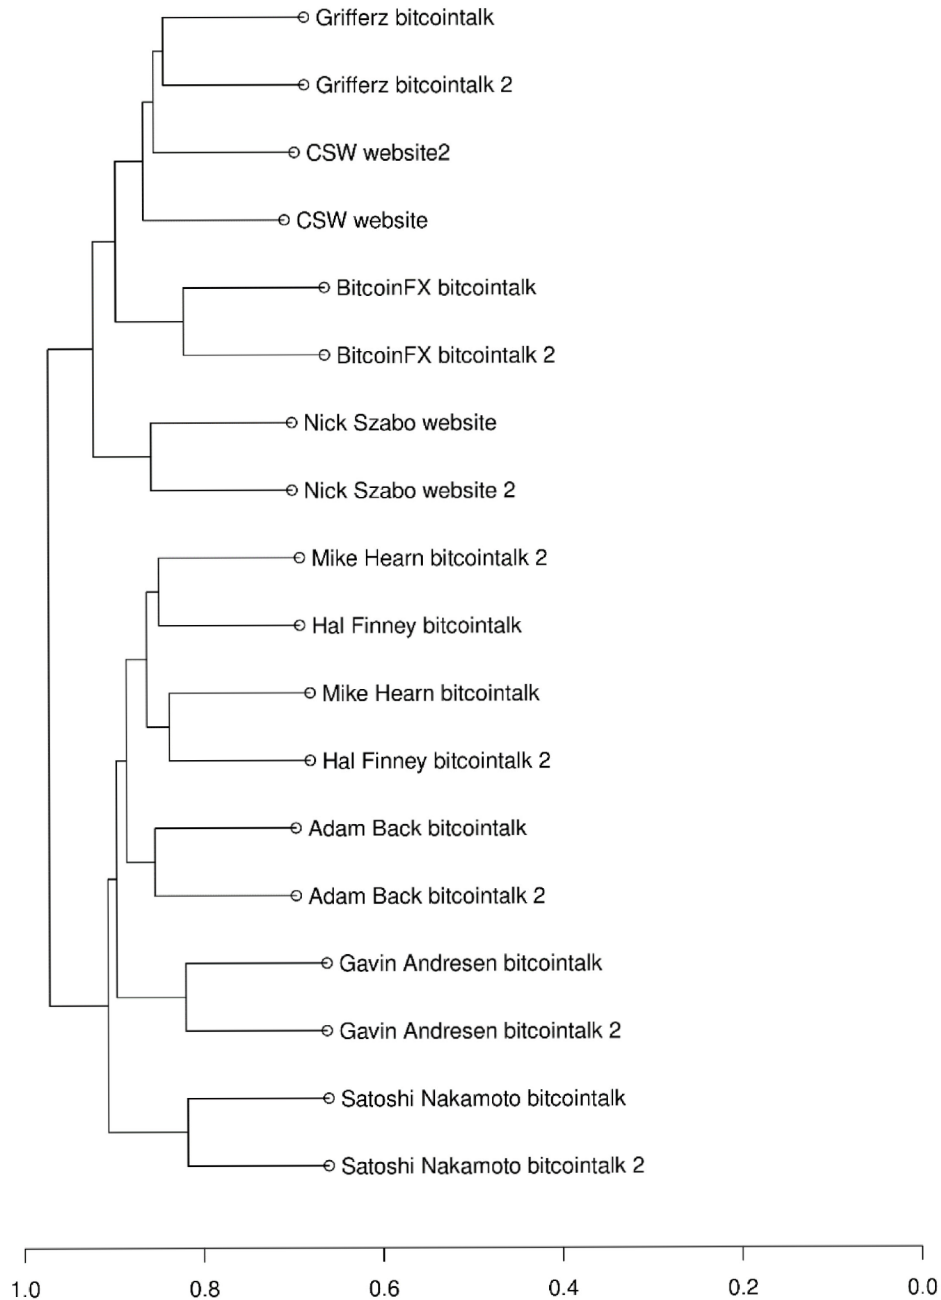 Grifferz bitcointalk
Grifferz bitcointalk 2
CSW website2
CSW website
BitcoinFX bitcointalk
BitcoinFX bitcointalk 2
Nick Szabo website
Nick Szabo website 2
Mike Hearn bitcointalk 2
Hal Finney bitcointalk
Mike Hearn bitcointalk
Hal Finney bitcointalk 2
Adam Back bitcointalk
Adam Back bitcointalk 2
Gavin Andresen bitcointalk
Gavin Andresen bitcointalk 2
Satoshi Nakamoto bitcointalk
Satoshi Nakamoto bitcointalk 2
1.0 0.8 0.6 0.4 0.2 0.0